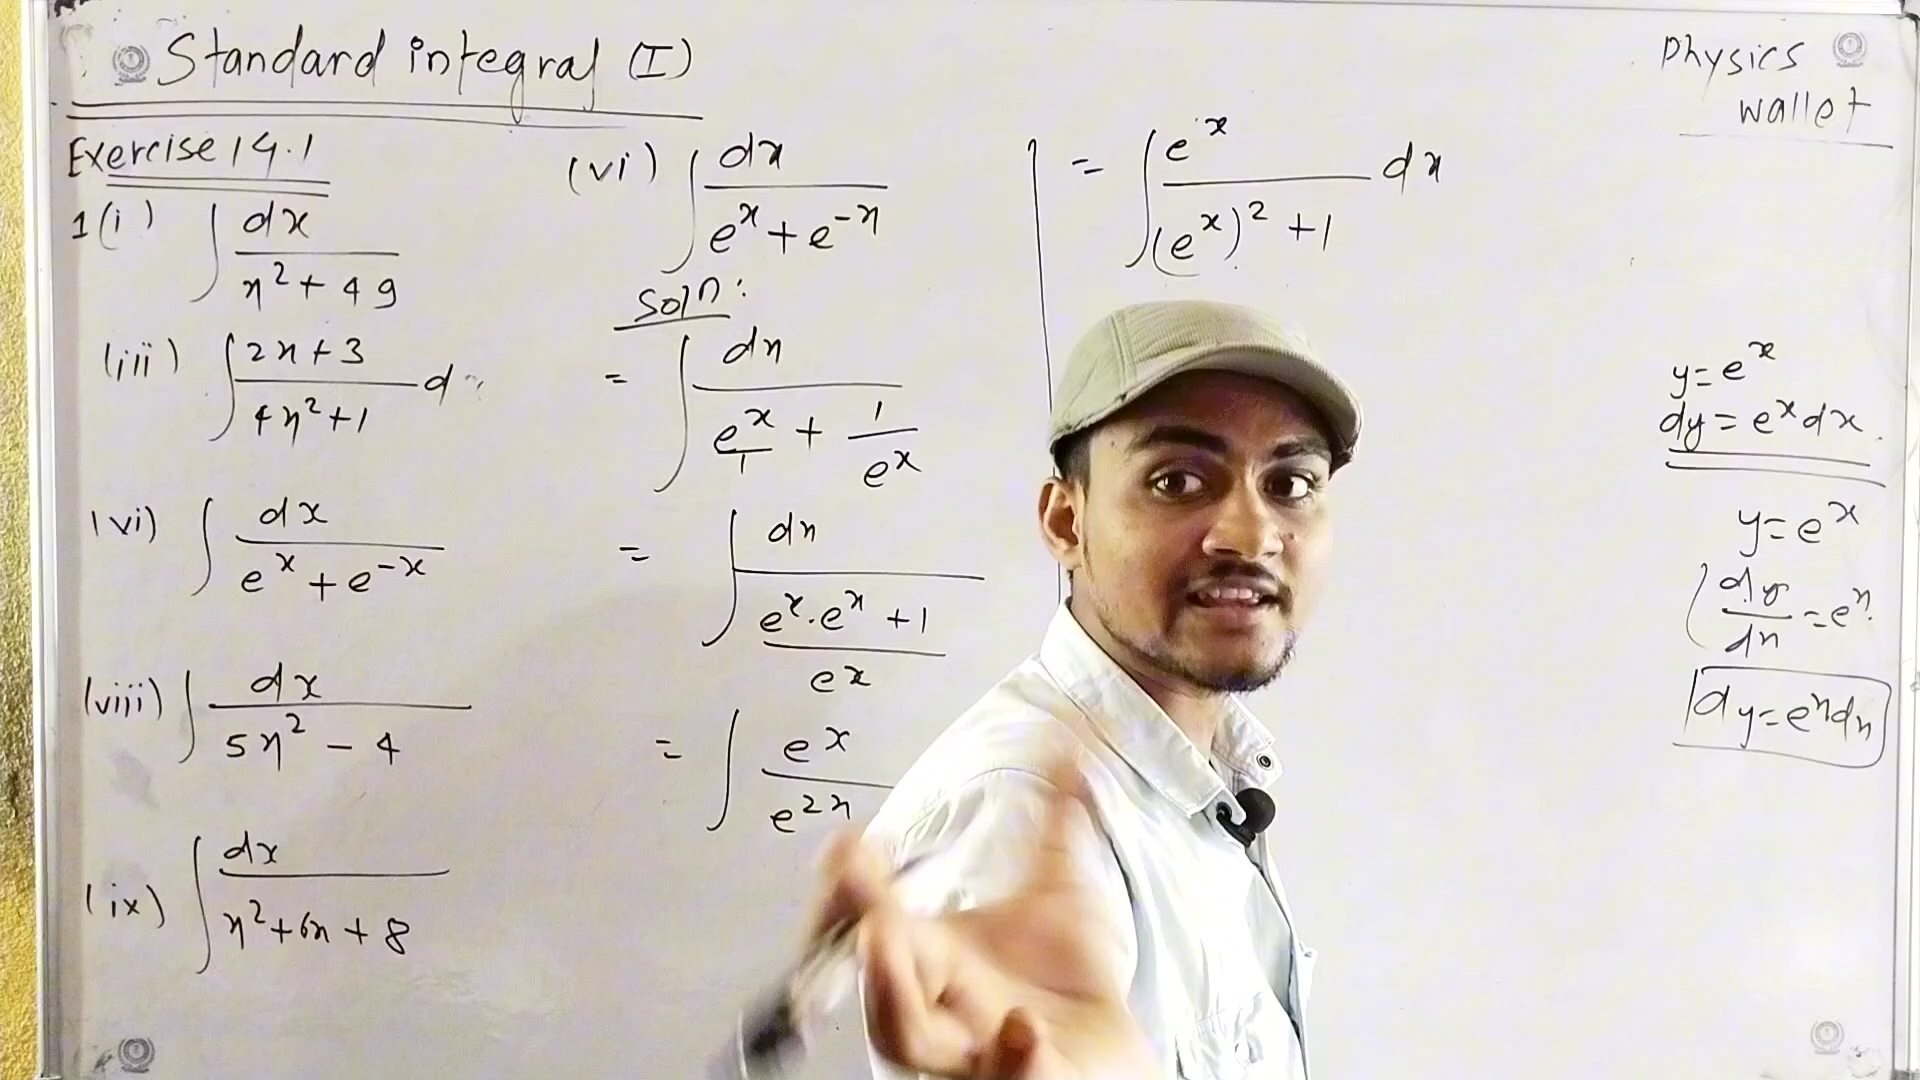 Standard integral (I)
Exercise 14.1
1(i) ∫ dx / x² + 49
(iii) ∫ 2x + 3 / 4x² + 1 d
(vi) ∫ dx / eˣ + e⁻ˣ
(viii) ∫ dx / 5x² - 4
(ix) ∫ dx / x² + 6x + 8
(vi) ∫ dx / eˣ + e⁻ˣ
Soln:
= ∫ dx / eˣ/1 + 1/eˣ
= ∫ dx / eˣ.eˣ + 1 / eˣ
= ∫ eˣ / e²ˣ
= ∫ eˣ / (eˣ)² + 1 dx
Physics
wallet
y = eˣ
dy = eˣ dx
y = eˣ
dy/dx = eˣ
dy = eˣ dx